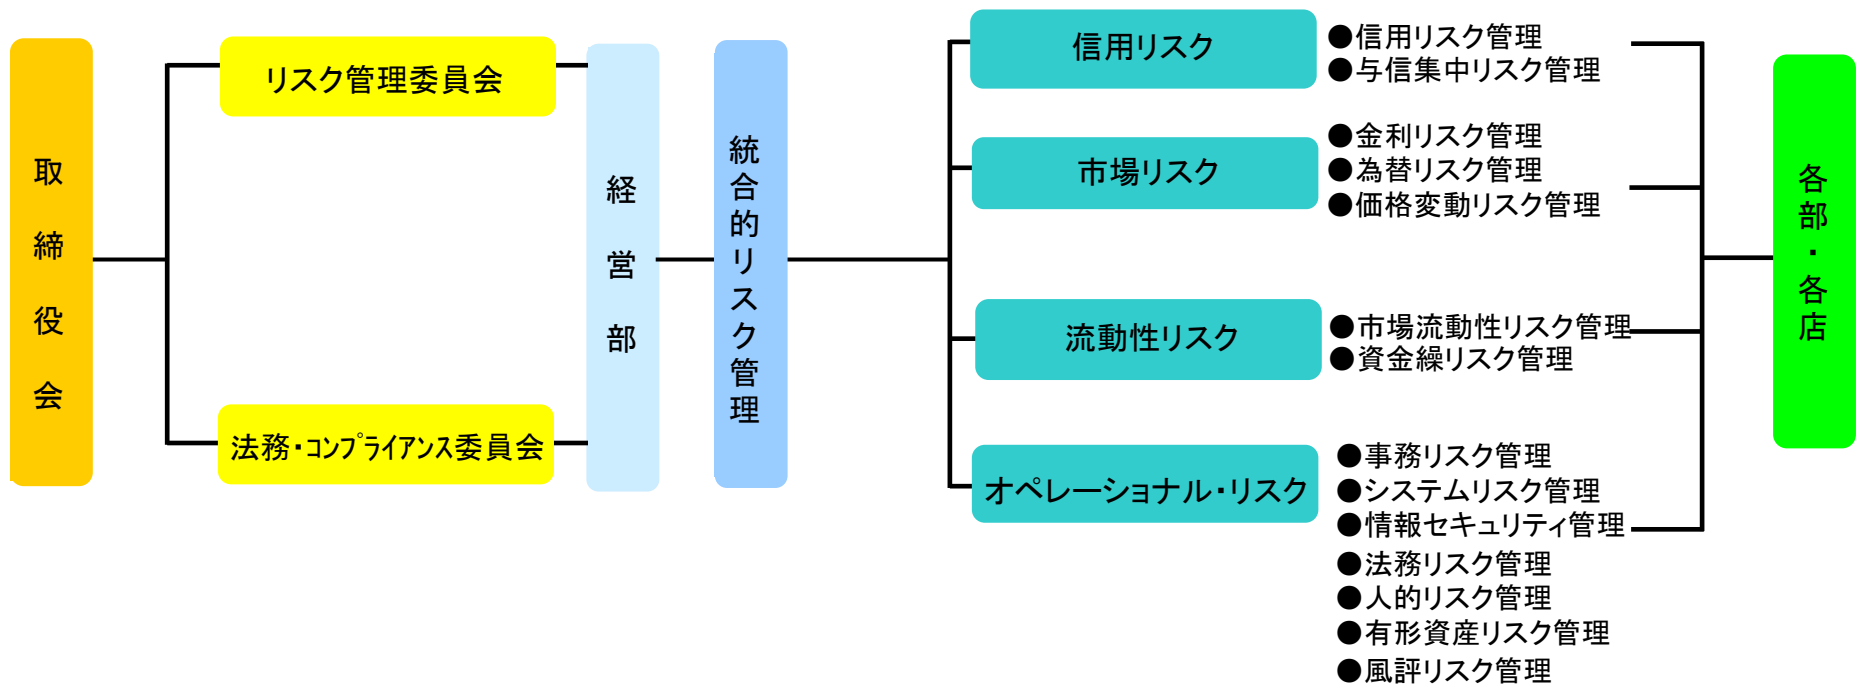 取締役会
リスク管理委員会
法務・ｺﾝﾌﾟﾗｲｱﾝｽ委員会
経営部
統合的リスク管理
信用リスク
●信用リスク管理
●与信集中リスク管理
市場リスク
●金利リスク管理
●為替リスク管理
●価格変動リスク管理
流動性リスク
●市場流動性リスク管理
●資金繰リスク管理
オペレーショナル・リスク
●事務リスク管理
●システムリスク管理
●情報セキュリティ管理
●法務リスク管理
●人的リスク管理
●有形資産リスク管理
●風評リスク管理
各部・各店